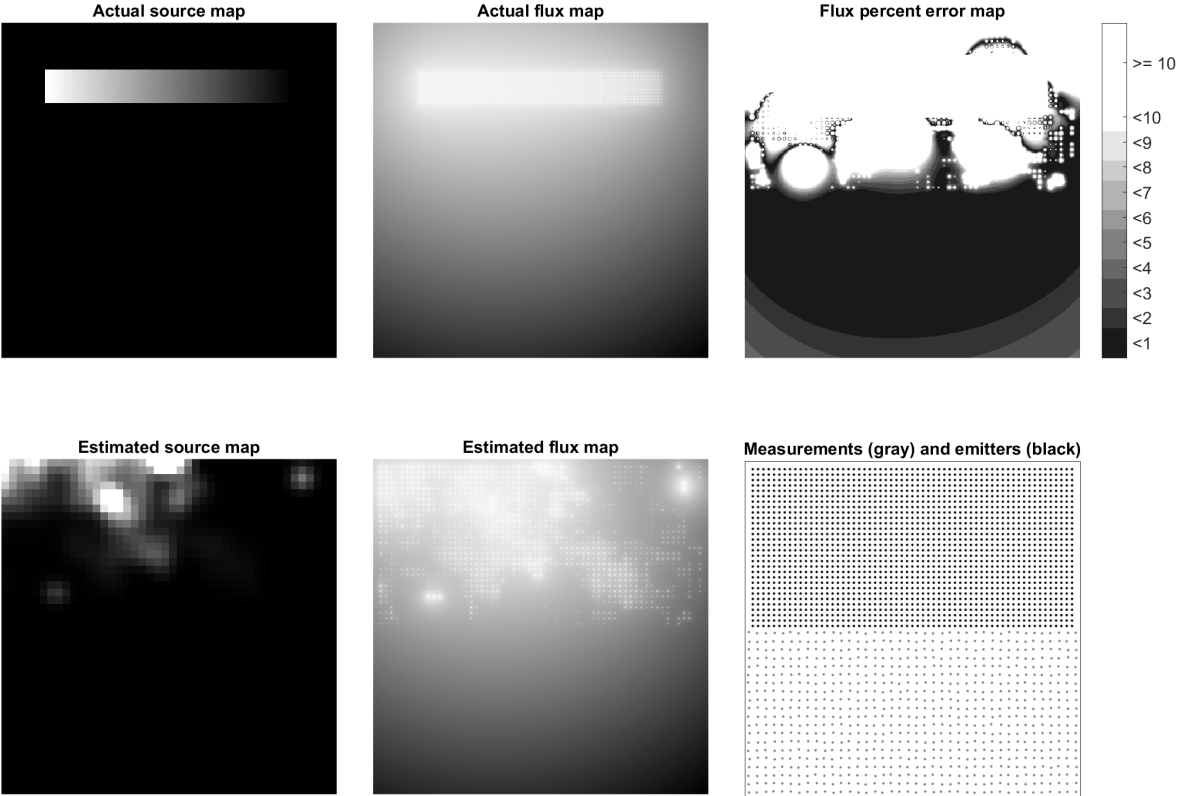 Actual source map
Actual flux map
Flux percent error map
>= 10
<10
<9
<8
<7
<6
<5
<4
<3
<2
<1
Estimated source map
Estimated flux map
Measurements (gray) and emitters (black)